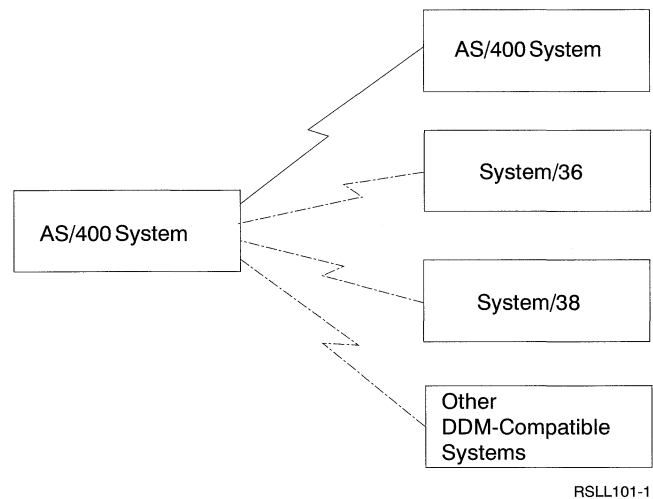 AS/400 System
AS/400 System
System/36
System/38
Other
DDM-Compatible
Systems
RSLL101-1